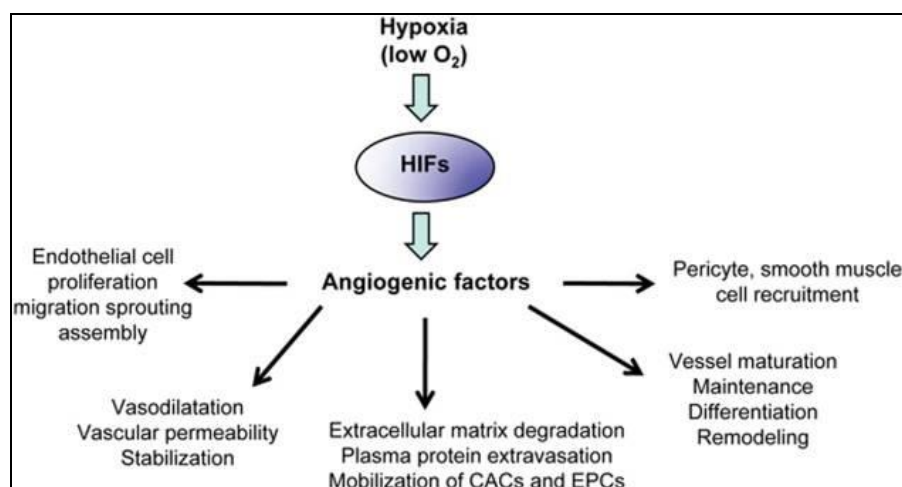 Hypoxia
(low O₂)
HIFs
Angiogenic factors
Endothelial cell
proliferation
migration sprouting
assembly
Pericyte, smooth muscle
cell recruitment
Vasodilatation
Vascular permeability
Stabilization
Extracellular matrix degradation
Plasma protein extravasation
Mobilization of CACs and EPCs
Vessel maturation
Maintenance
Differentiation
Remodeling